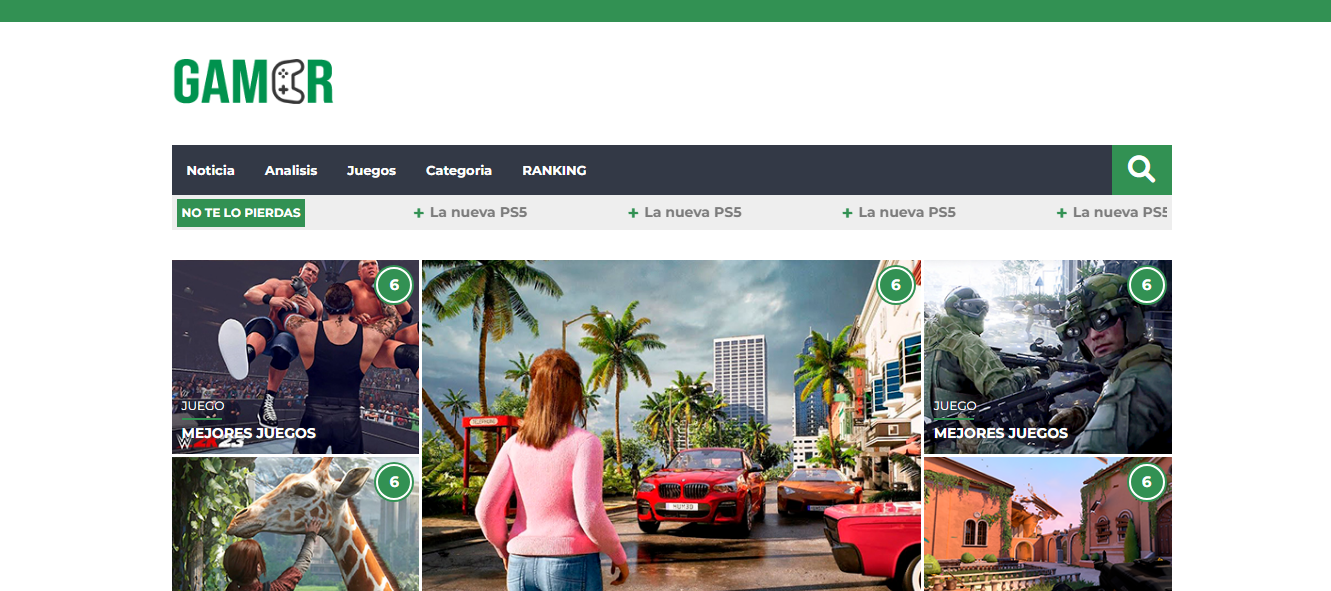 GAMER
Noticia Analisis Juegos Categoria RANKING
NO TE LO PIERDAS + La nueva PS5 + La nueva PS5 + La nueva PS5 + La nueva PS5
6
6
6
JUEGO
MEJORES JUEGOS
W 2K23
JUEGO
MEJORES JUEGOS
6
6